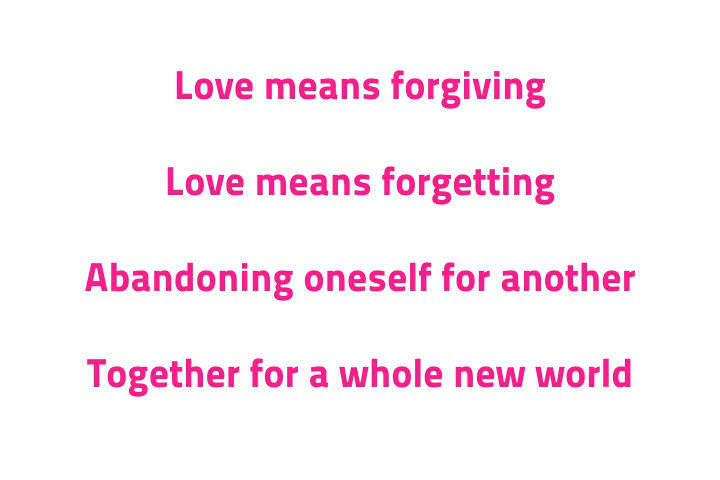 Love means forgiving
Love means forgetting
Abandoning oneself for another
Together for a whole new world